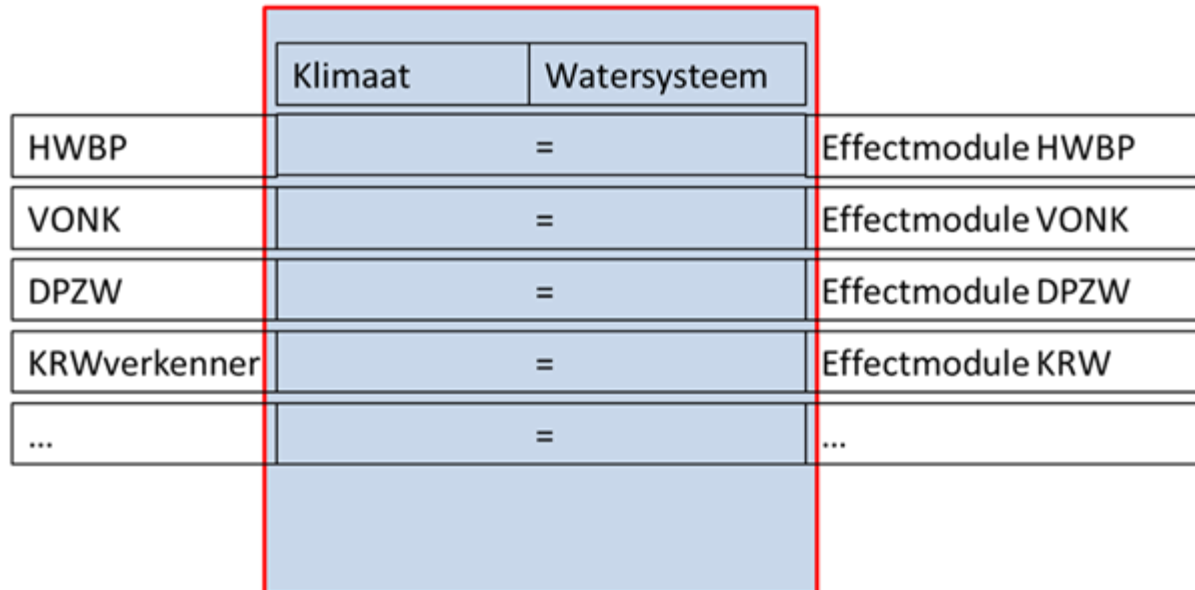 Klimaat Watersysteem
HWBP = Effectmodule HWBP
VONK = Effectmodule VONK
DPZW = Effectmodule DPZW
KRWverkenner = Effectmodule KRW
... = ...